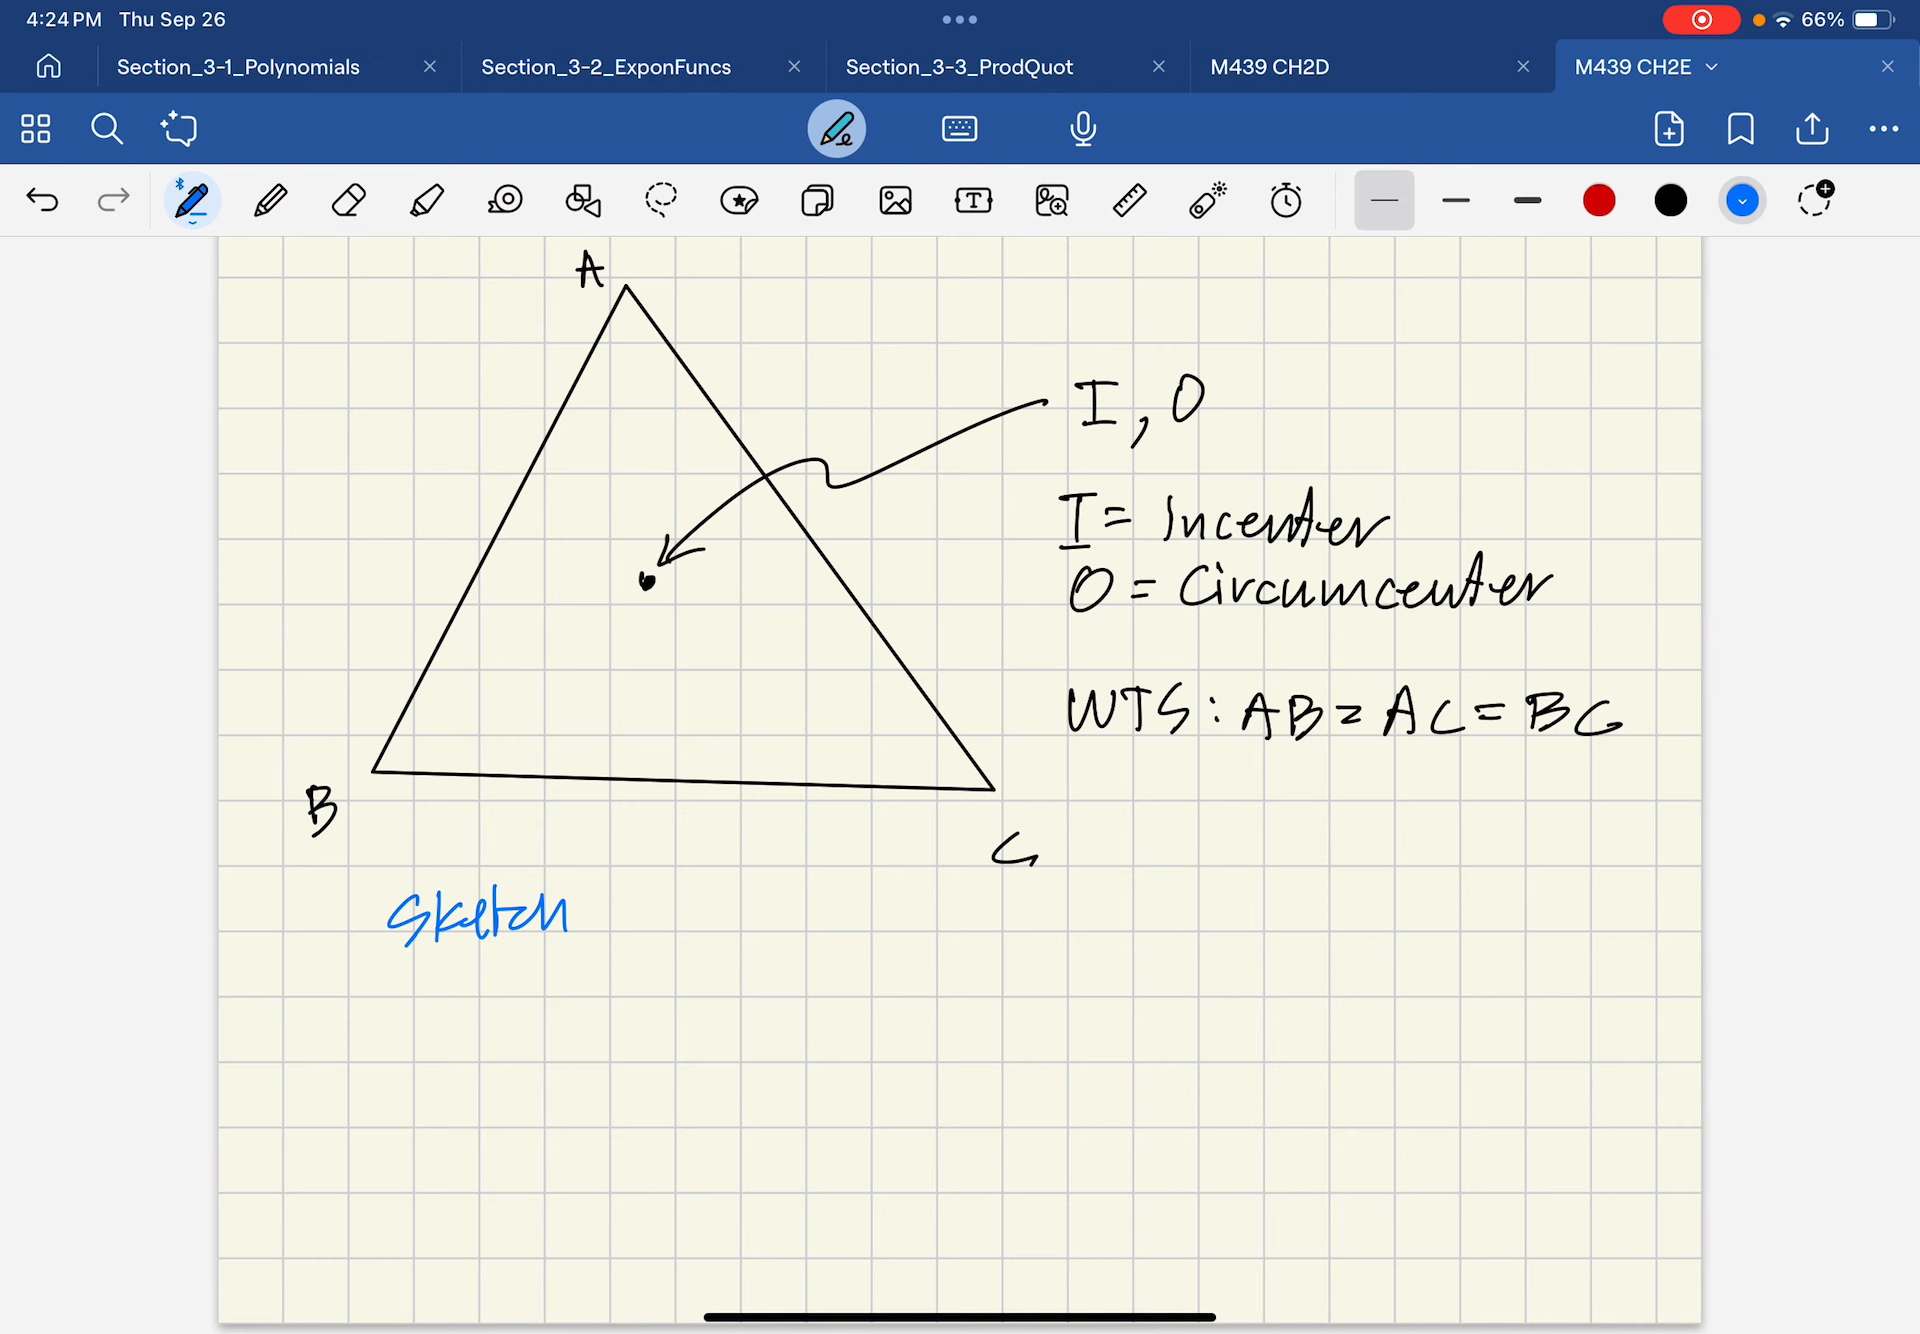 4:24 PM Thu Sep 26
66%
Section_3-1_Polynomials
Section_3-2_ExponFuncs
Section_3-3_ProdQuot
M439 CH2D
M439 CH2E
A
I, O
I = Incenter
O = Circumcenter
WTS: AB = AC = BC
B
C
Sketch